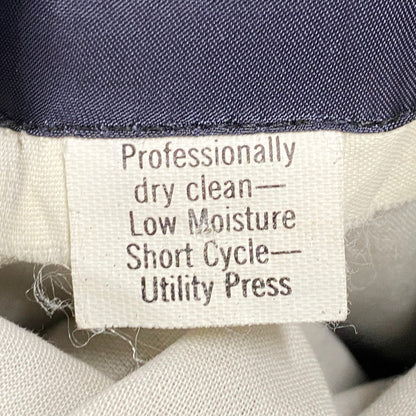 Professionally
dry clean—
Low Moisture
Short Cycle—
Utility Press